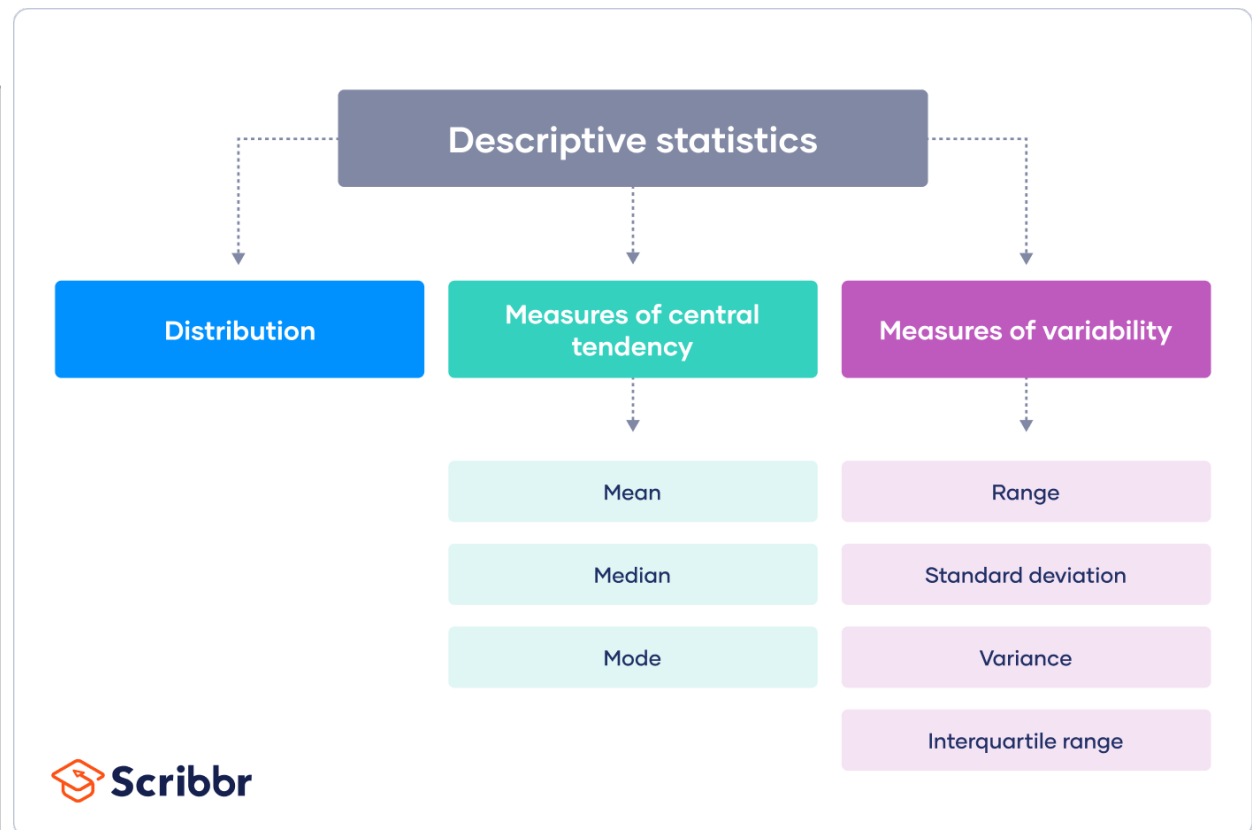 Descriptive statistics
Distribution
Measures of central
tendency
Measures of variability
Mean
Range
Median
Standard deviation
Mode
Variance
Interquartile range
Scribbr